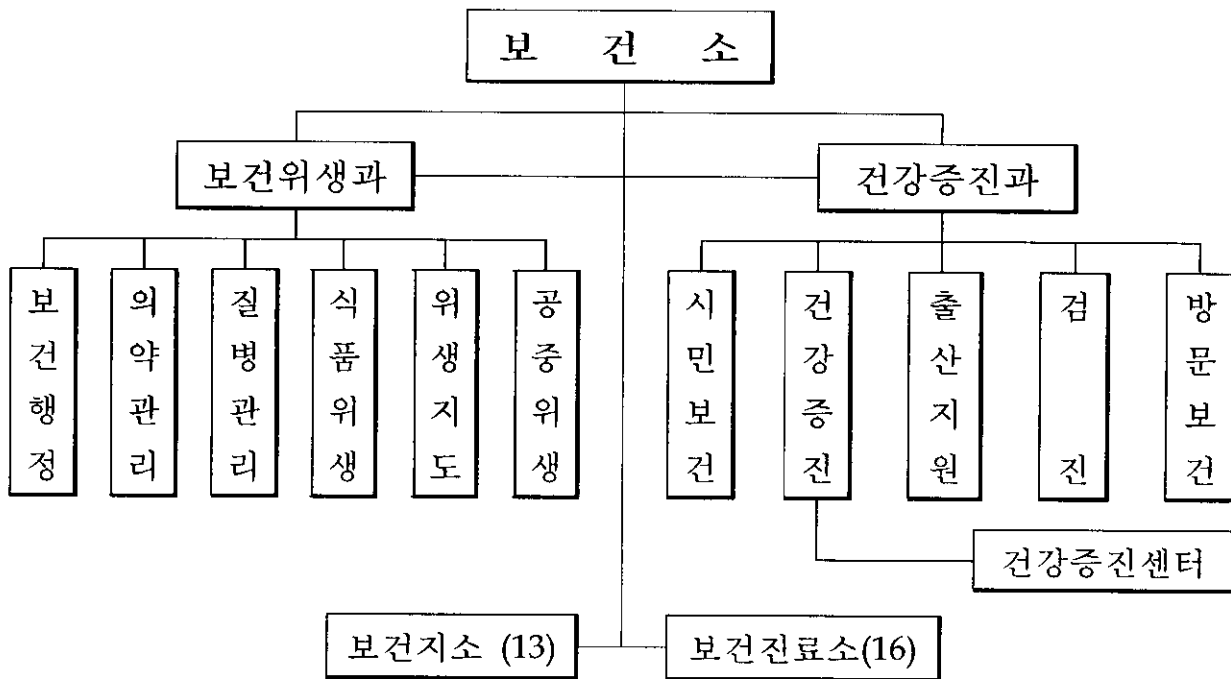 보 건 소
보건위생과
건강증진과
보건행정
의약관리
질병관리
식품위생
위생지도
공중위생
시민보건
건강증진
출산지원
검 진
방문보건
건강증진센터
보건지소 (13)
보건진료소(16)